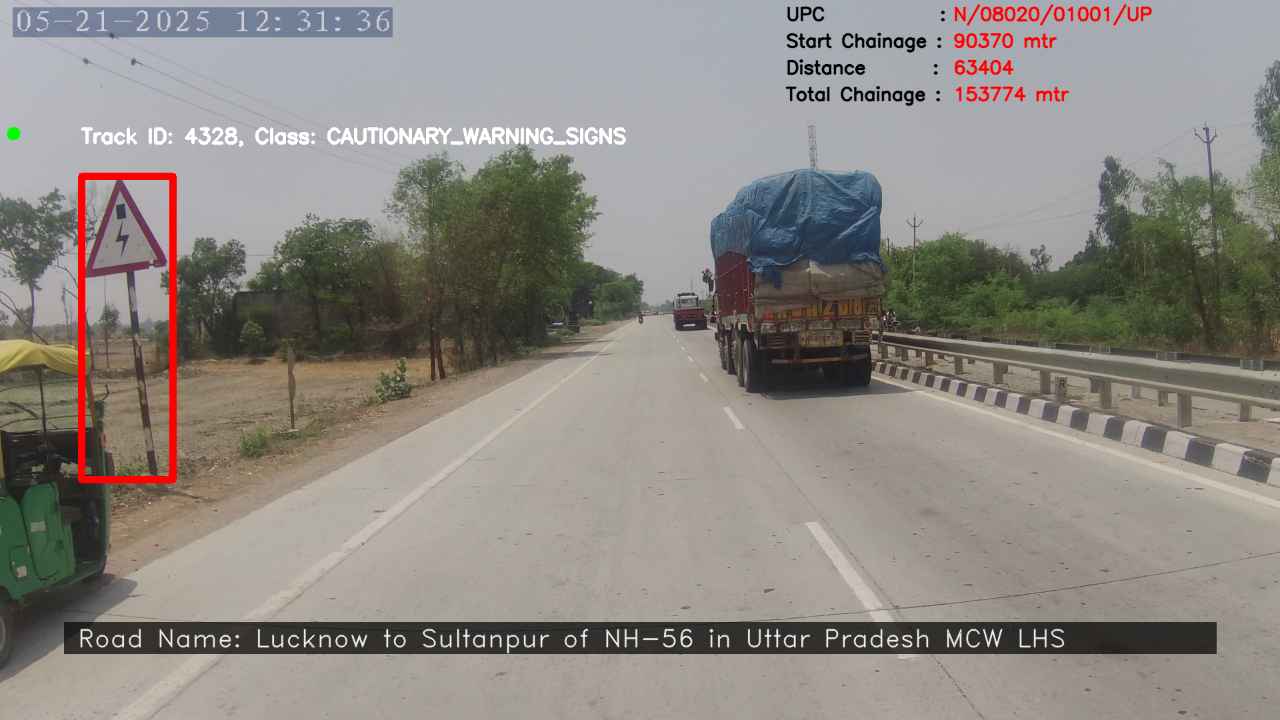 05-21-2025 12:31:36
UPC : N/08020/01001/UP
Start Chainage : 90370 mtr
Distance : 63404
Total Chainage : 153774 mtr
Track ID: 4328, Class: CAUTIONARY_WARNING_SIGNS
Road Name: Lucknow to Sultanpur of NH-56 in Uttar Pradesh MCW LHS